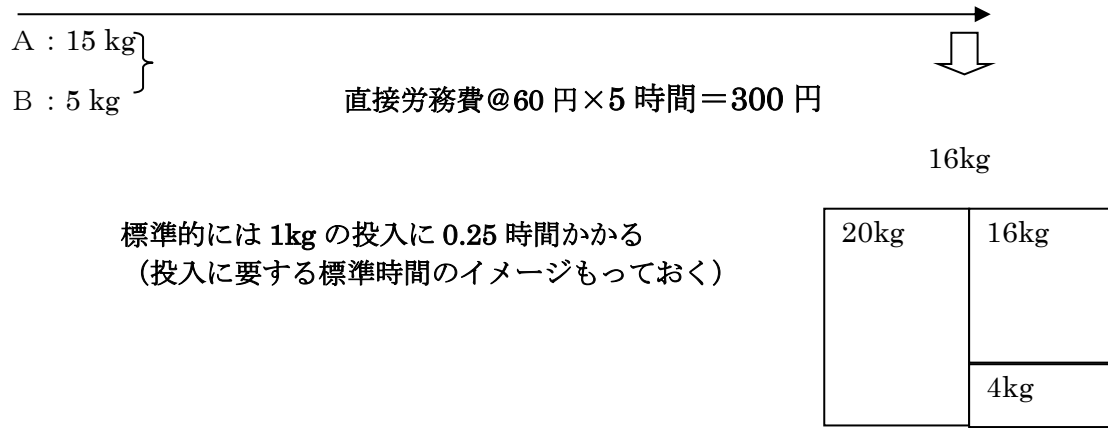 A：15 kg
B：5 kg
直接労務費＠60 円×5 時間＝300 円
16kg
標準的には 1kg の投入に 0.25 時間かかる
（投入に要する標準時間のイメージもっておく）
20kg
16kg
4kg